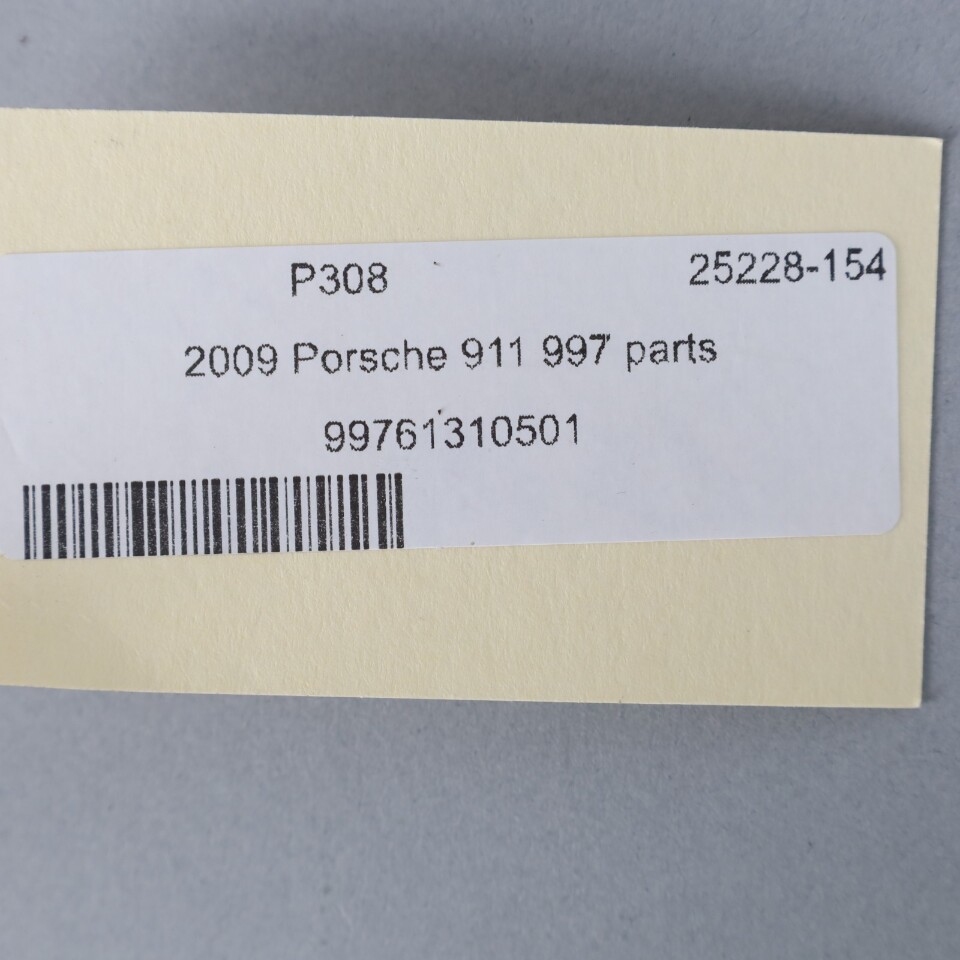 P308 25228-154
2009 Porsche 911 997 parts
99761310501